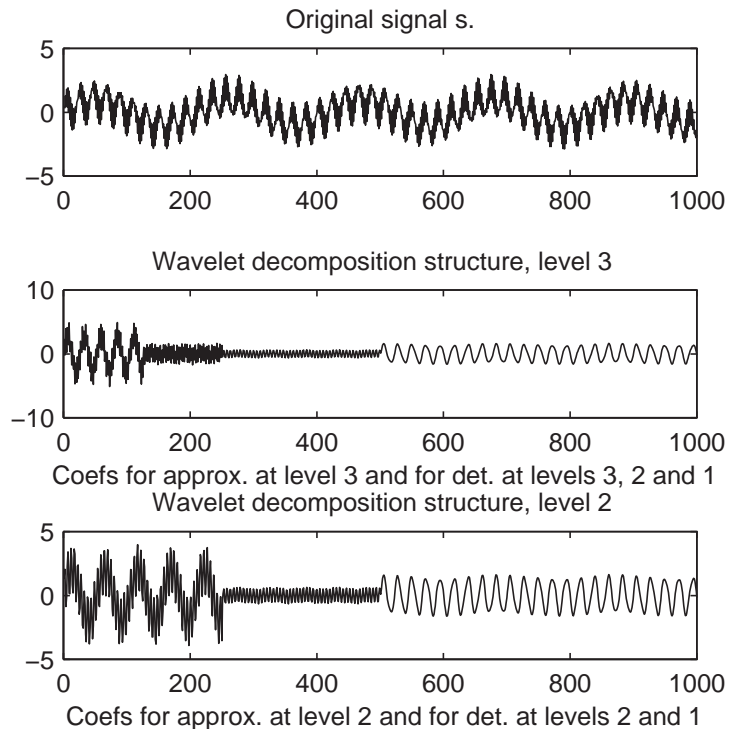 Original signal s.
5
0
−5
0 200 400 600 800 1000
Wavelet decomposition structure, level 3
10
0
−10
0 200 400 600 800 1000
Coefs for approx. at level 3 and for det. at levels 3, 2 and 1
Wavelet decomposition structure, level 2
5
0
−5
0 200 400 600 800 1000
Coefs for approx. at level 2 and for det. at levels 2 and 1